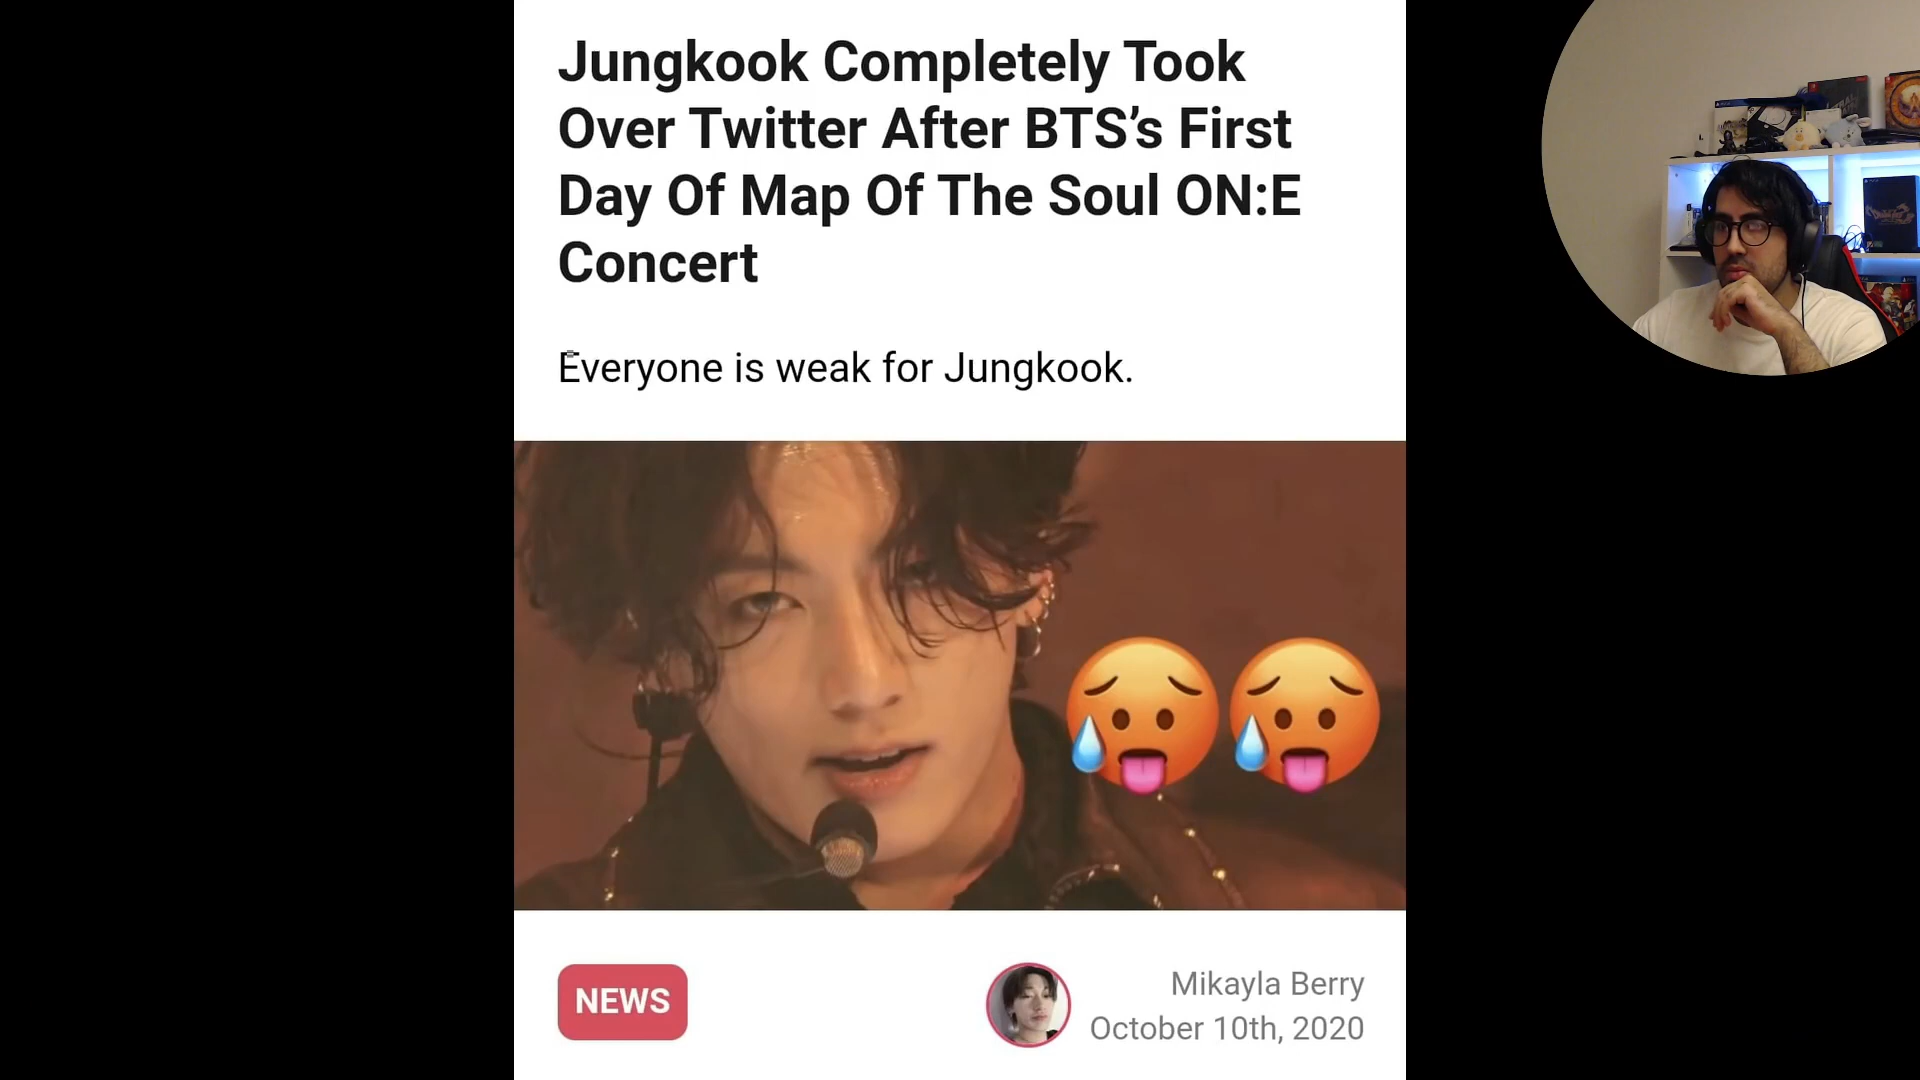 Jungkook Completely Took
Over Twitter After BTS’s First
Day Of Map Of The Soul ON:E
Concert
Everyone is weak for Jungkook.
NEWS
Mikayla Berry
October 10th, 2020